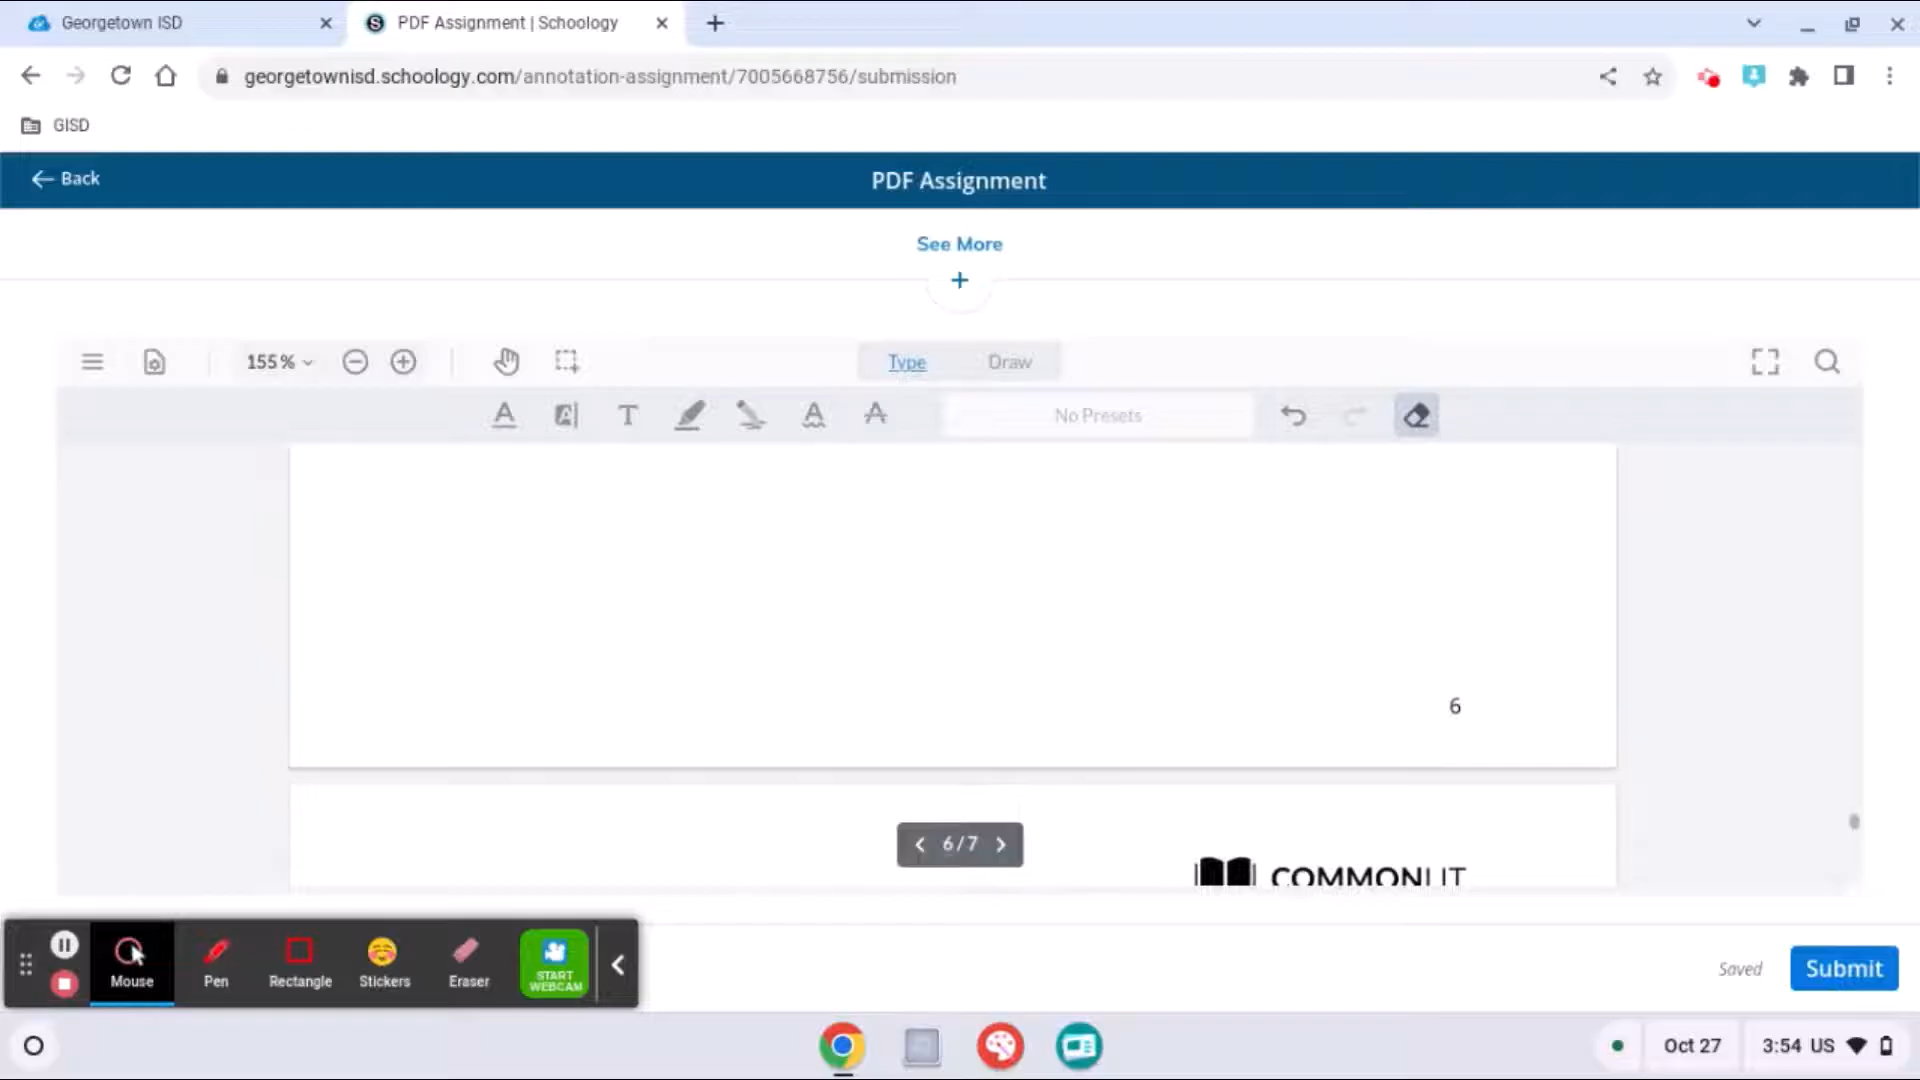 Georgetown ISD
PDF Assignment | Schoology
georgetownisd.schoology.com/annotation-assignment/7005668756/submission
GISD
Back
PDF Assignment
See More
155%
Type
Draw
No Presets
6
6/7
COMMONLIT
Mouse
Pen
Rectangle
Stickers
Eraser
START
WEBCAM
Saved
Submit
Oct 27
3:54 US